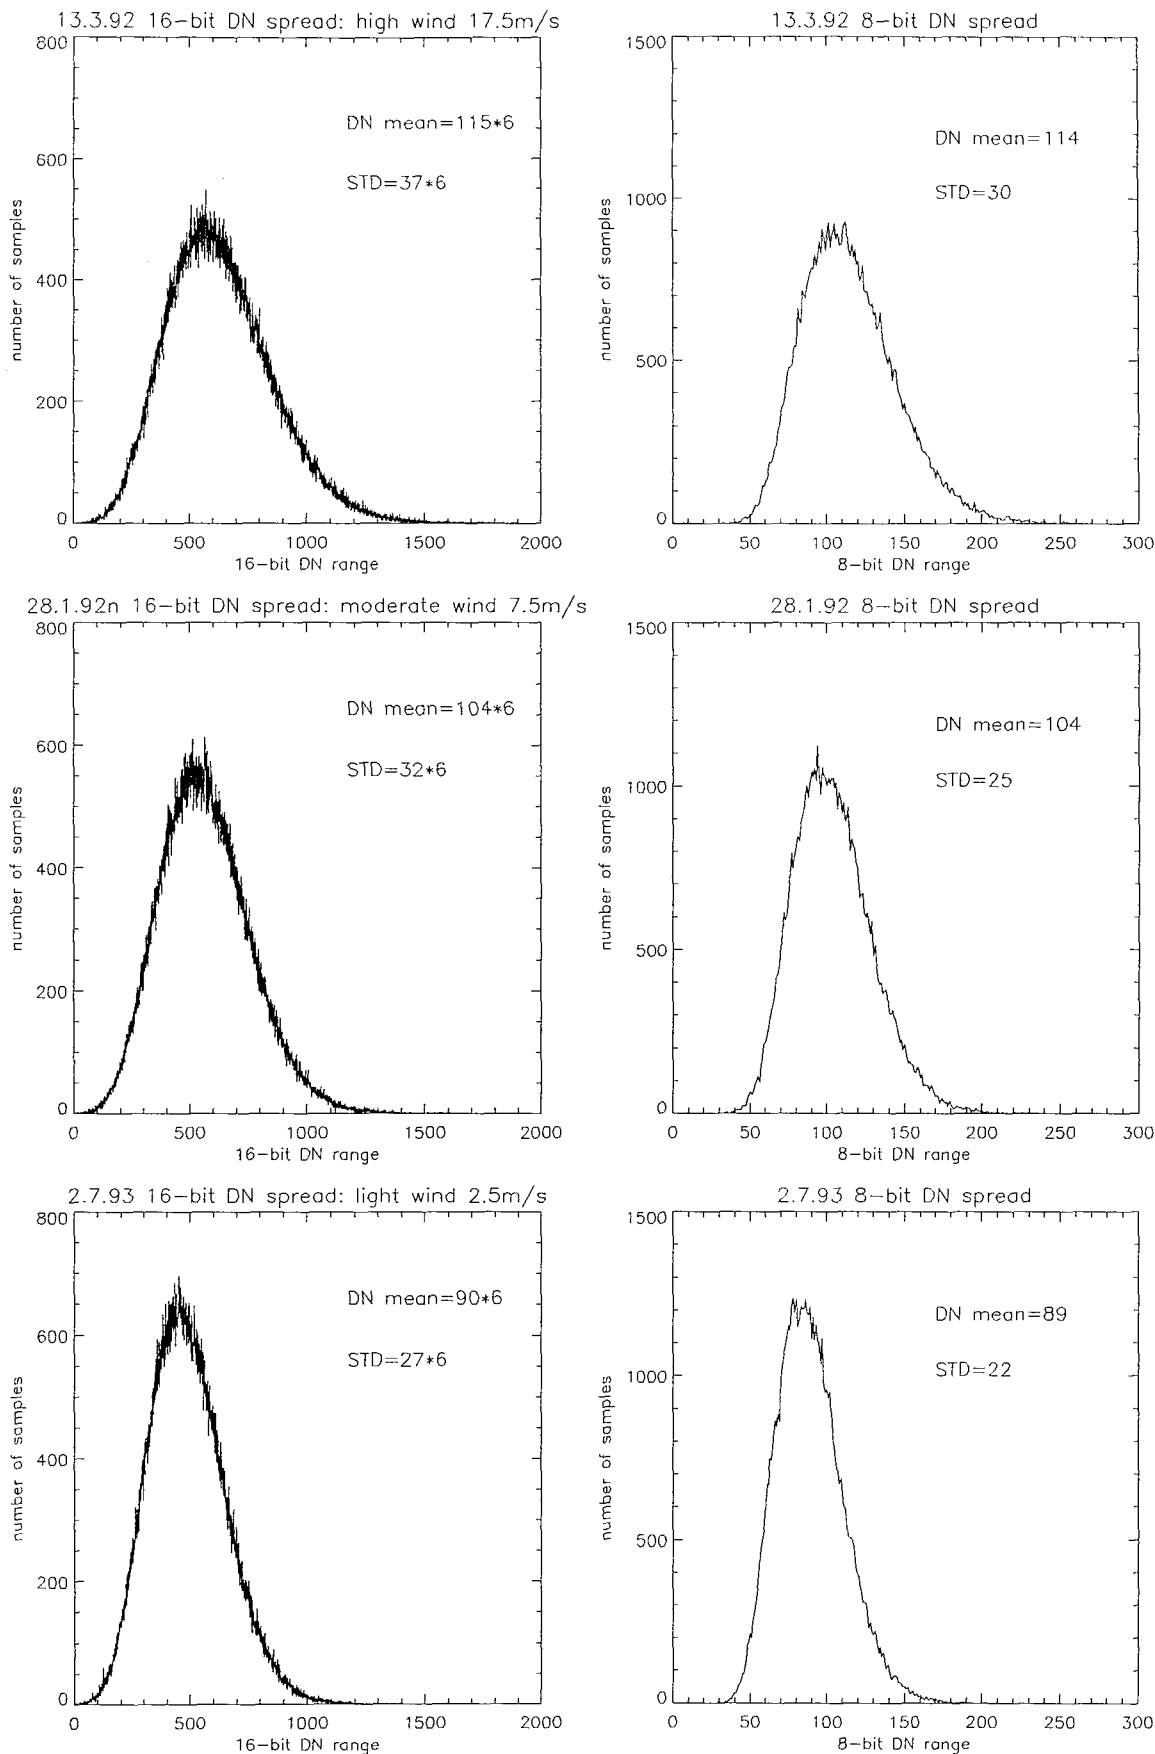 13.3.92 16-bit DN spread: high wind 17.5m/s
800
600
400
200
0
number of samples
DN mean=115*6
STD=37*6
0 500 1000 1500 2000
16-bit DN range
13.3.92 8-bit DN spread
1500
1000
500
0
number of samples
DN mean=114
STD=30
0 50 100 150 200 250 300
8-bit DN range
28.1.92n 16-bit DN spread: moderate wind 7.5m/s
800
600
400
200
0
number of samples
DN mean=104*6
STD=32*6
0 500 1000 1500 2000
16-bit DN range
28.1.92 8-bit DN spread
1500
1000
500
0
number of samples
DN mean=104
STD=25
0 50 100 150 200 250 300
8-bit DN range
2.7.93 16-bit DN spread: light wind 2.5m/s
800
600
400
200
0
number of samples
DN mean=90*6
STD=27*6
0 500 1000 1500 2000
16-bit DN range
2.7.93 8-bit DN spread
1500
1000
500
0
number of samples
DN mean=89
STD=22
0 50 100 150 200 250 300
8-bit DN range